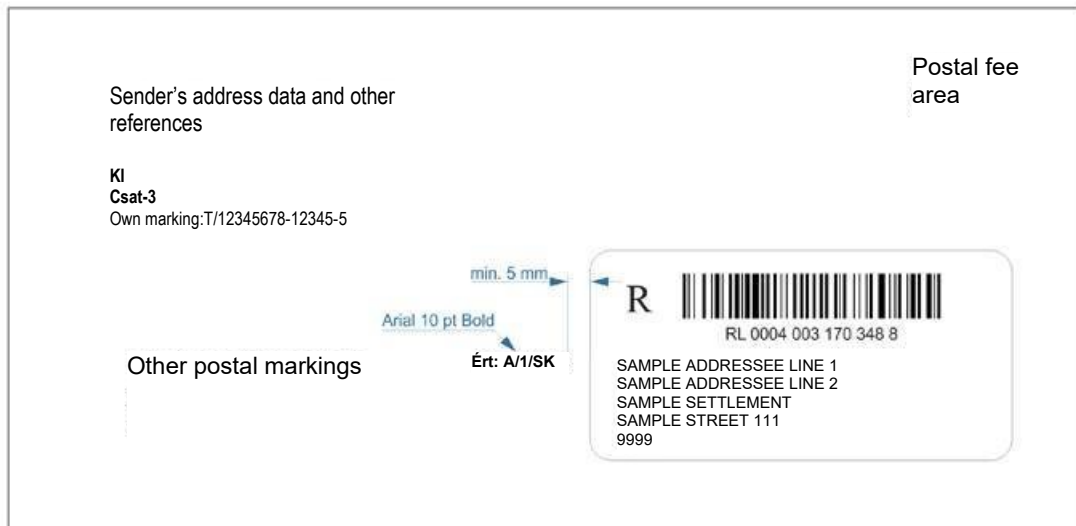 Postal fee
area
Sender’s address data and other
references
KI
Csat-3
Own marking:T/12345678-12345-5
min. 5 mm
R
RL 0004 003 170 348 8
Arial 10 pt Bold
Other postal markings
Ért: A/1/SK
SAMPLE ADDRESSEE LINE 1
SAMPLE ADDRESSEE LINE 2
SAMPLE SETTLEMENT
SAMPLE STREET 111
9999